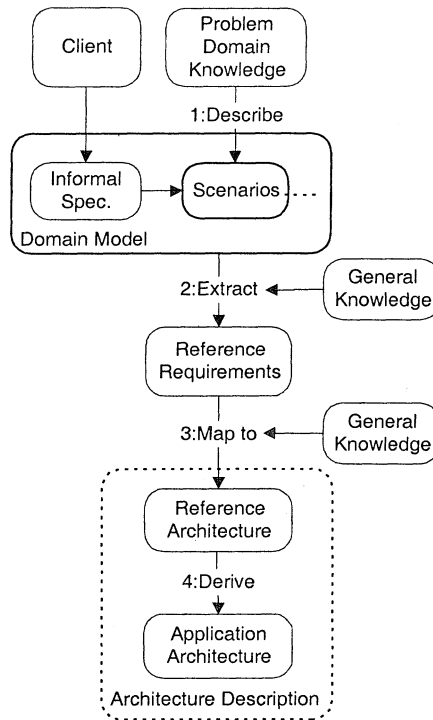 Client
Problem
Domain
Knowledge
1:Describe
Informal
Spec.
Scenarios
....
Domain Model
2:Extract
General
Knowledge
Reference
Requirements
3:Map to
General
Knowledge
Reference
Architecture
4:Derive
Application
Architecture
Architecture Description